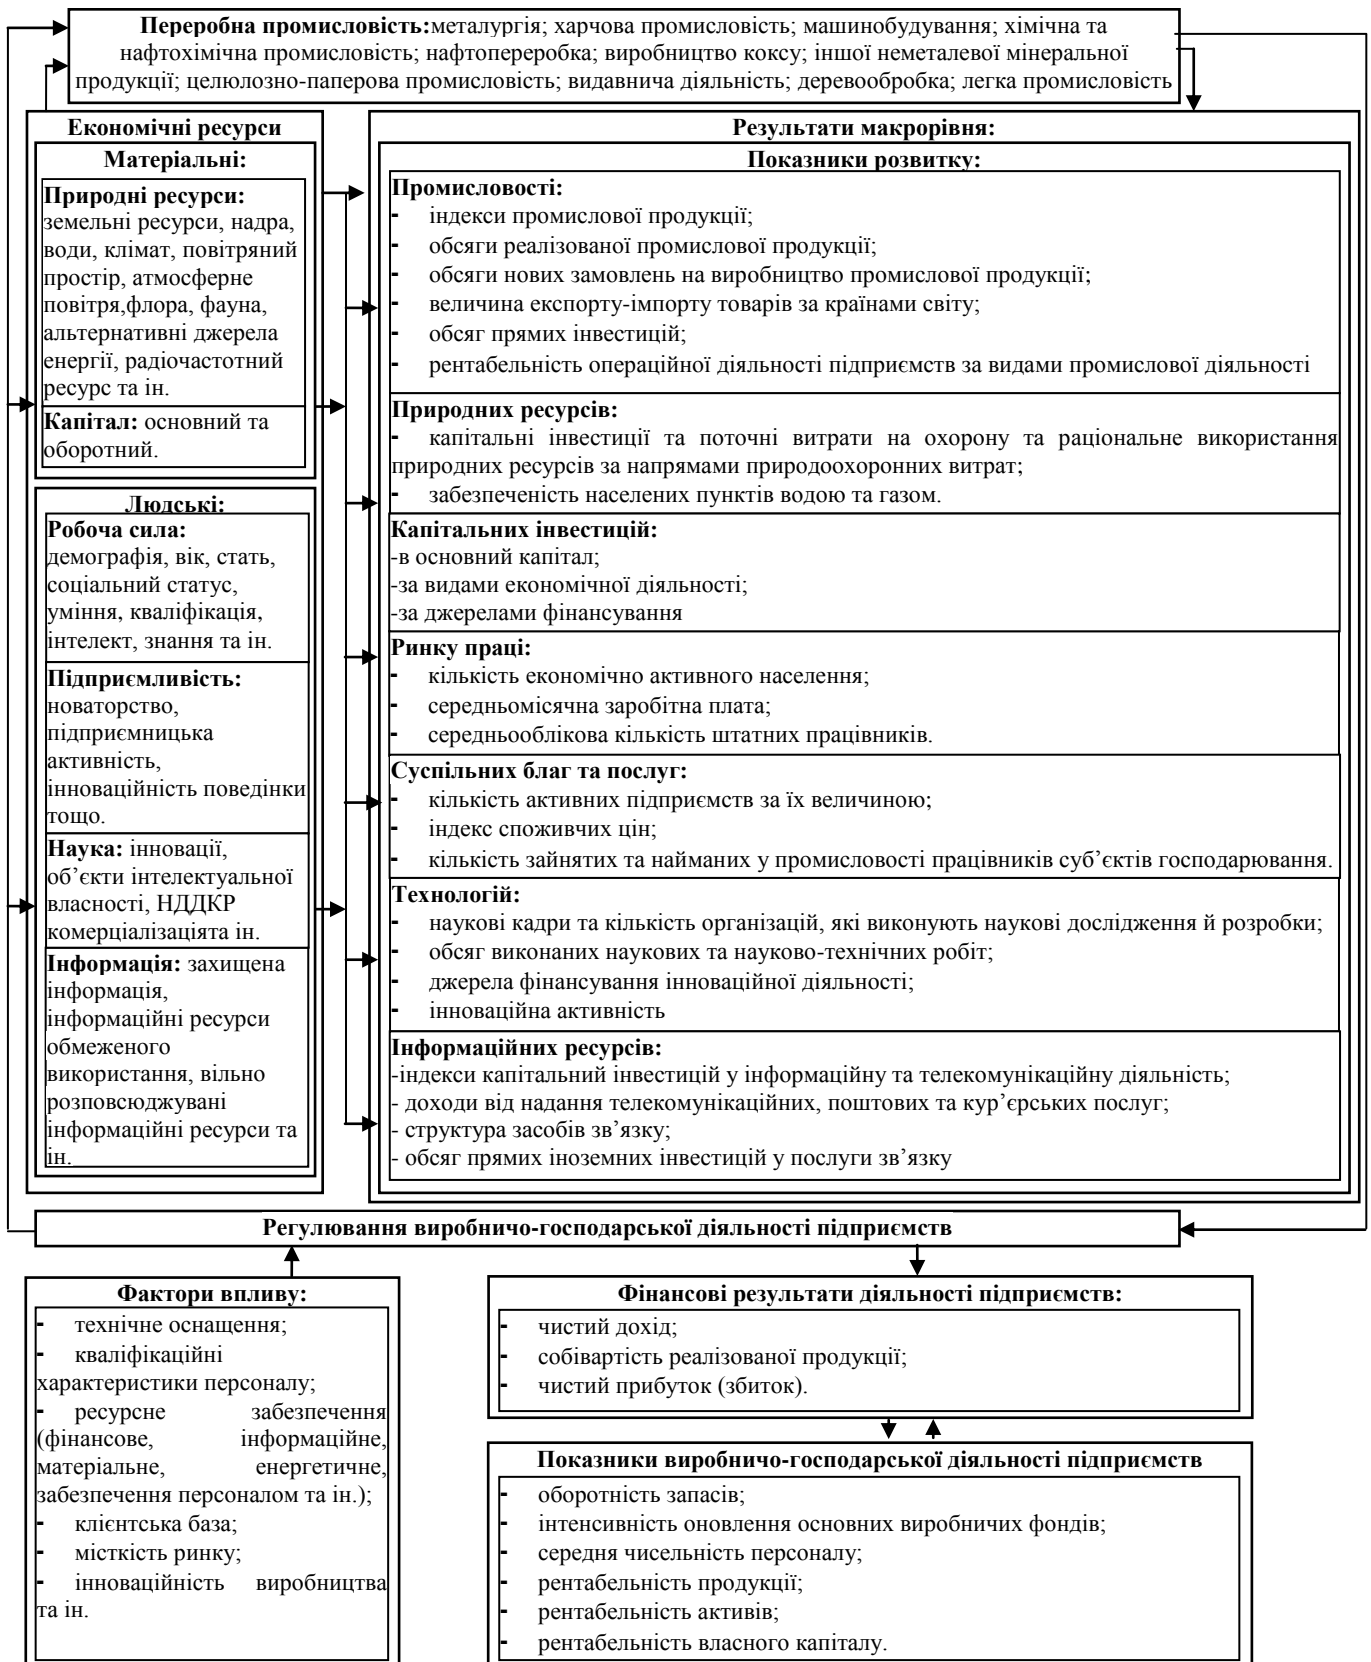 Переробна промисловість:металургія; харчова промисловість; машинобудування; хімічна та
нафтохімічна промисловість; нафтопереробка; виробництво коксу; іншої неметалевої мінеральної
продукції; целюлозно-паперова промисловість; видавнича діяльність; деревообробка; легка промисловість
Економічні ресурси
Матеріальні:
Природні ресурси:
земельні ресурси, надра,
води, клімат, повітряний
простір, атмосферне
повітря,флора, фауна,
альтернативні джерела
енергії, радіочастотний
ресурс та ін.
Капітал: основний та
оборотний.
Людські:
Робоча сила:
демографія, вік, стать,
соціальний статус,
уміння, кваліфікація,
інтелект, знання та ін.
Підприємливість:
новаторство,
підприємницька
активність,
інноваційність поведінки
тощо.
Наука: інновації,
об’єкти інтелектуальної
власності, НДДКР
комерціалізаціята ін.
Інформація: захищена
інформація,
інформаційні ресурси
обмеженого
використання, вільно
розповсюджувані
інформаційні ресурси та
ін.
Результати макрорівня:
Показники розвитку:
Промисловості:
- індекси промислової продукції;
- обсяги реалізованої промислової продукції;
- обсяги нових замовлень на виробництво промислової продукції;
- величина експорту-імпорту товарів за країнами світу;
- обсяг прямих інвестицій;
- рентабельність операційної діяльності підприємств за видами промислової діяльності
Природних ресурсів:
- капітальні інвестиції та поточні витрати на охорону та раціональне використання
природних ресурсів за напрямами природоохоронних витрат;
- забезпеченість населених пунктів водою та газом.
Капітальних інвестицій:
-в основний капітал;
-за видами економічної діяльності;
-за джерелами фінансування
Ринку праці:
- кількість економічно активного населення;
- середньомісячна заробітна плата;
- середньооблікова кількість штатних працівників.
Суспільних благ та послуг:
- кількість активних підприємств за їх величиною;
- індекс споживчих цін;
- кількість зайнятих та найманих у промисловості працівників суб’єктів господарювання.
Технологій:
- наукові кадри та кількість організацій, які виконують наукові дослідження й розробки;
- обсяг виконаних наукових та науково-технічних робіт;
- джерела фінансування інноваційної діяльності;
- інноваційна активність
Інформаційних ресурсів:
-індекси капітальний інвестицій у інформаційну та телекомунікаційну діяльність;
- доходи від надання телекомунікаційних, поштових та кур’єрських послуг;
- структура засобів зв’язку;
- обсяг прямих іноземних інвестицій у послуги зв’язку
Регулювання виробничо-господарської діяльності підприємств
Фактори впливу:
- технічне оснащення;
- кваліфікаційні
характеристики персоналу;
- ресурсне забезпечення
(фінансове, інформаційне,
матеріальне, енергетичне,
забезпечення персоналом та ін.);
- клієнтська база;
- місткість ринку;
- інноваційність виробництва
та ін.
Фінансові результати діяльності підприємств:
- чистий дохід;
- собівартість реалізованої продукції;
- чистий прибуток (збиток).
Показники виробничо-господарської діяльності підприємств
- оборотність запасів;
- інтенсивність оновлення основних виробничих фондів;
- середня чисельність персоналу;
- рентабельність продукції;
- рентабельність активів;
- рентабельність власного капіталу.